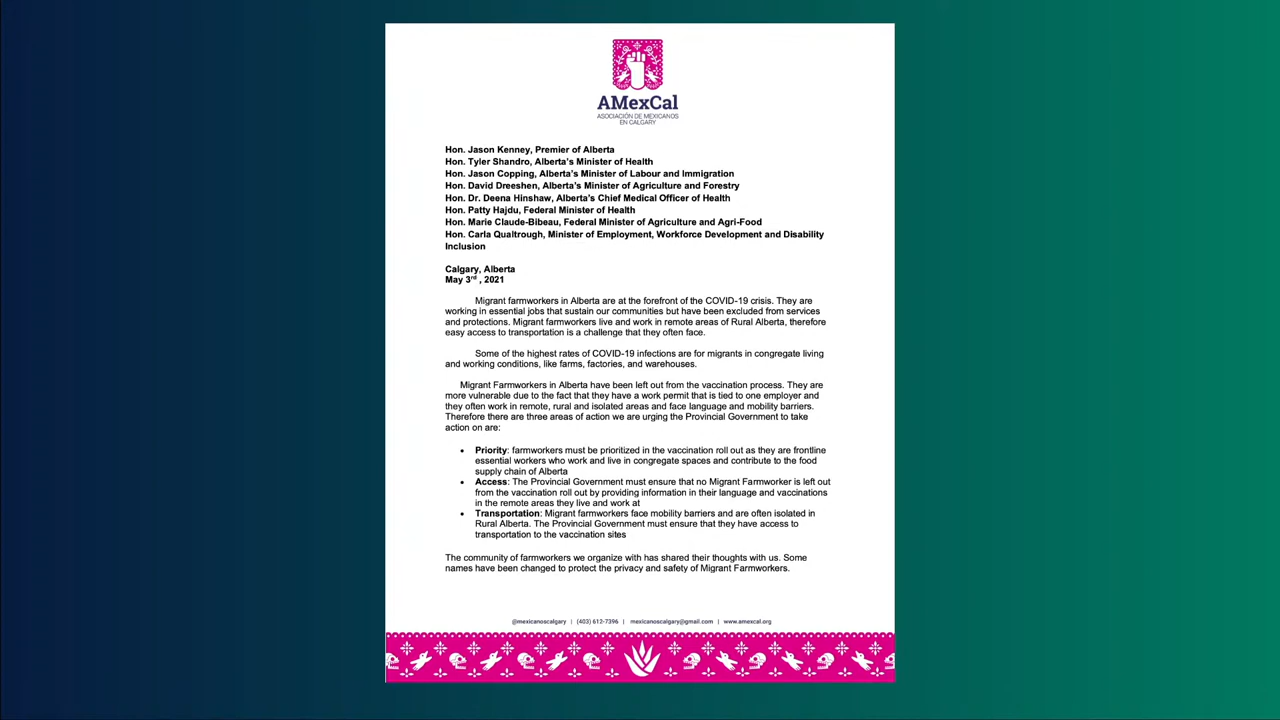 AMexCal
ASOCIACIÓN DE MEXICANOS
EN CALGARY
Hon. Jason Kenney, Premier of Alberta
Hon. Tyler Shandro, Alberta's Minister of Health
Hon. Jason Copping, Alberta's Minister of Labour and Immigration
Hon. David Dreeshen, Alberta's Minister of Agriculture and Forestry
Hon. Dr. Deena Hinshaw, Alberta's Chief Medical Officer of Health
Hon. Patty Hajdu, Federal Minister of Health
Hon. Marie Claude-Bibeau, Federal Minister of Agriculture and Agri-Food
Hon. Carla Qualtrough, Minister of Employment, Workforce Development and Disability
Inclusion
Calgary, Alberta
May 3rd , 2021
Migrant farmworkers in Alberta are at the forefront of the COVID-19 crisis. They are
working in essential jobs that sustain our communities but have been excluded from services
and protections. Migrant farmworkers live and work in remote areas of Rural Alberta, therefore
easy access to transportation is a challenge that they often face.
Some of the highest rates of COVID-19 infections are for migrants in congregate living
and working conditions, like farms, factories, and warehouses.
Migrant Farmworkers in Alberta have been left out from the vaccination process. They are
more vulnerable due to the fact that they have a work permit that is tied to one employer and
they often work in remote, rural and isolated areas and face language and mobility barriers.
Therefore there are three areas of action we are urging the Provincial Government to take
action on are:
• Priority: farmworkers must be prioritized in the vaccination roll out as they are frontline
essential workers who work and live in congregate spaces and contribute to the food
supply chain of Alberta
• Access: The Provincial Government must ensure that no Migrant Farmworker is left out
from the vaccination roll out by providing information in their language and vaccinations
in the remote areas they live and work at
• Transportation: Migrant farmworkers face mobility barriers and are often isolated in
Rural Alberta. The Provincial Government must ensure that they have access to
transportation to the vaccination sites
The community of farmworkers we organize with has shared their thoughts with us. Some
names have been changed to protect the privacy and safety of Migrant Farmworkers.
@mexicanoscalgary | (403) 612-7396 | mexicanoscalgary@gmail.com | www.amexcal.org